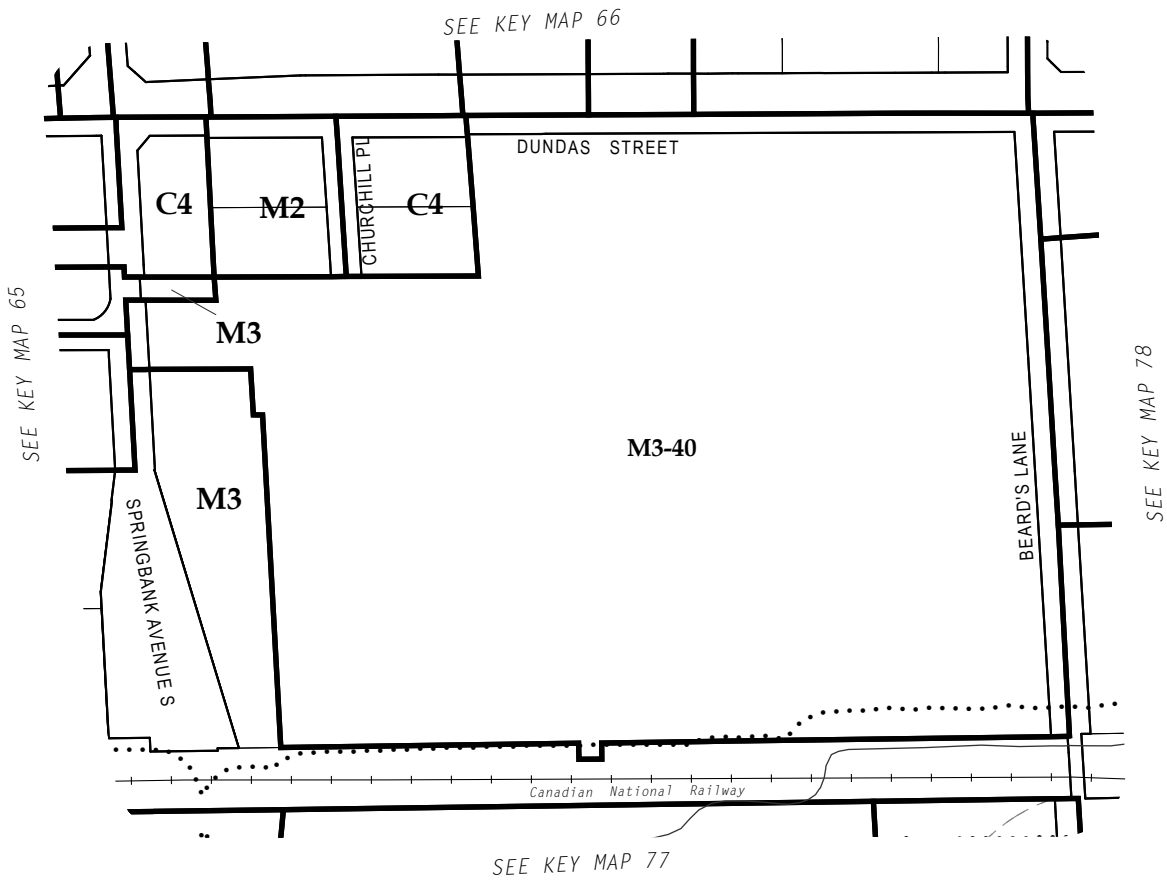 SEE KEY MAP 66
DUNDAS STREET
CHURCHILL PL
C4
M2
C4
SEE KEY MAP 65
M3
SEE KEY MAP 78
M3-40
BEARD'S LANE
M3
SPRINGBANK AVENUE S
Canadian National Railway
SEE KEY MAP 77